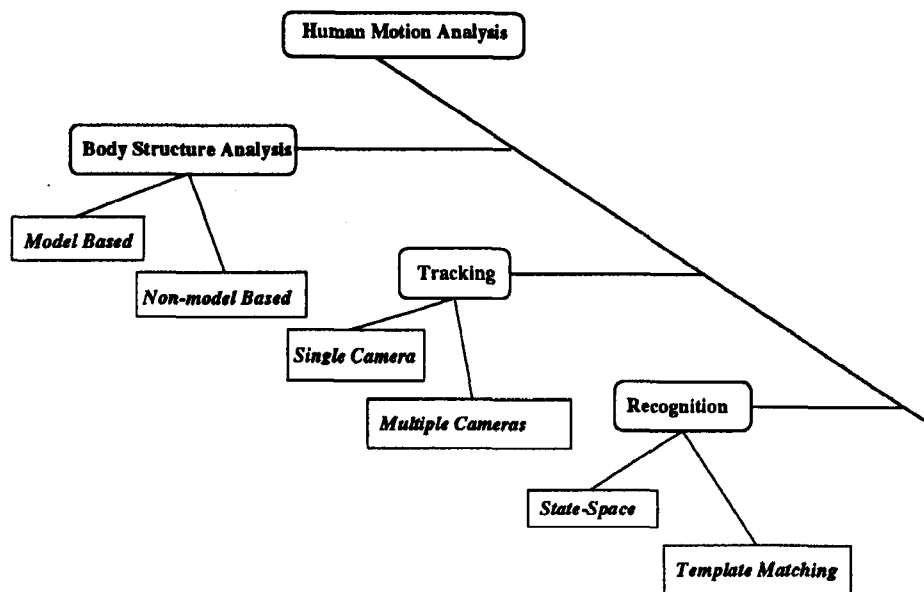 Human Motion Analysis
Body Structure Analysis
Model Based
Non-model Based
Tracking
Single Camera
Multiple Cameras
Recognition
State-Space
Template Matching